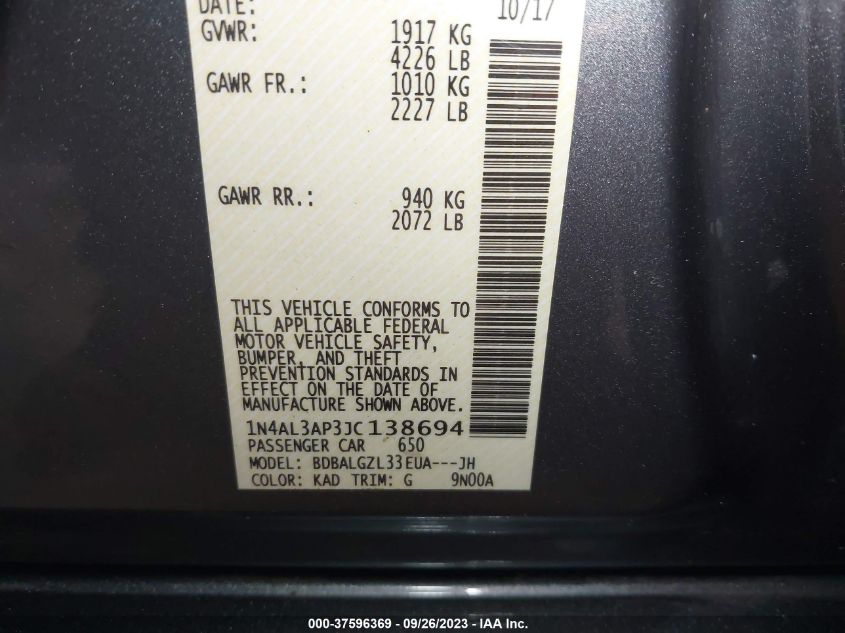 DATE: 10/17
GVWR: 1917 KG
4226 LB
GAWR FR.: 1010 KG
2227 LB
GAWR RR.: 940 KG
2072 LB
THIS VEHICLE CONFORMS TO
ALL APPLICABLE FEDERAL
MOTOR VEHICLE SAFETY,
BUMPER, AND THEFT
PREVENTION STANDARDS IN
EFFECT ON THE DATE OF
MANUFACTURE SHOWN ABOVE.
1N4AL3AP3JC138694
PASSENGER CAR 650
MODEL: BDBALGZL33EUA---JH
COLOR: KAD TRIM: G 9N00A
000-37596369 - 09/26/2023 - IAA Inc.